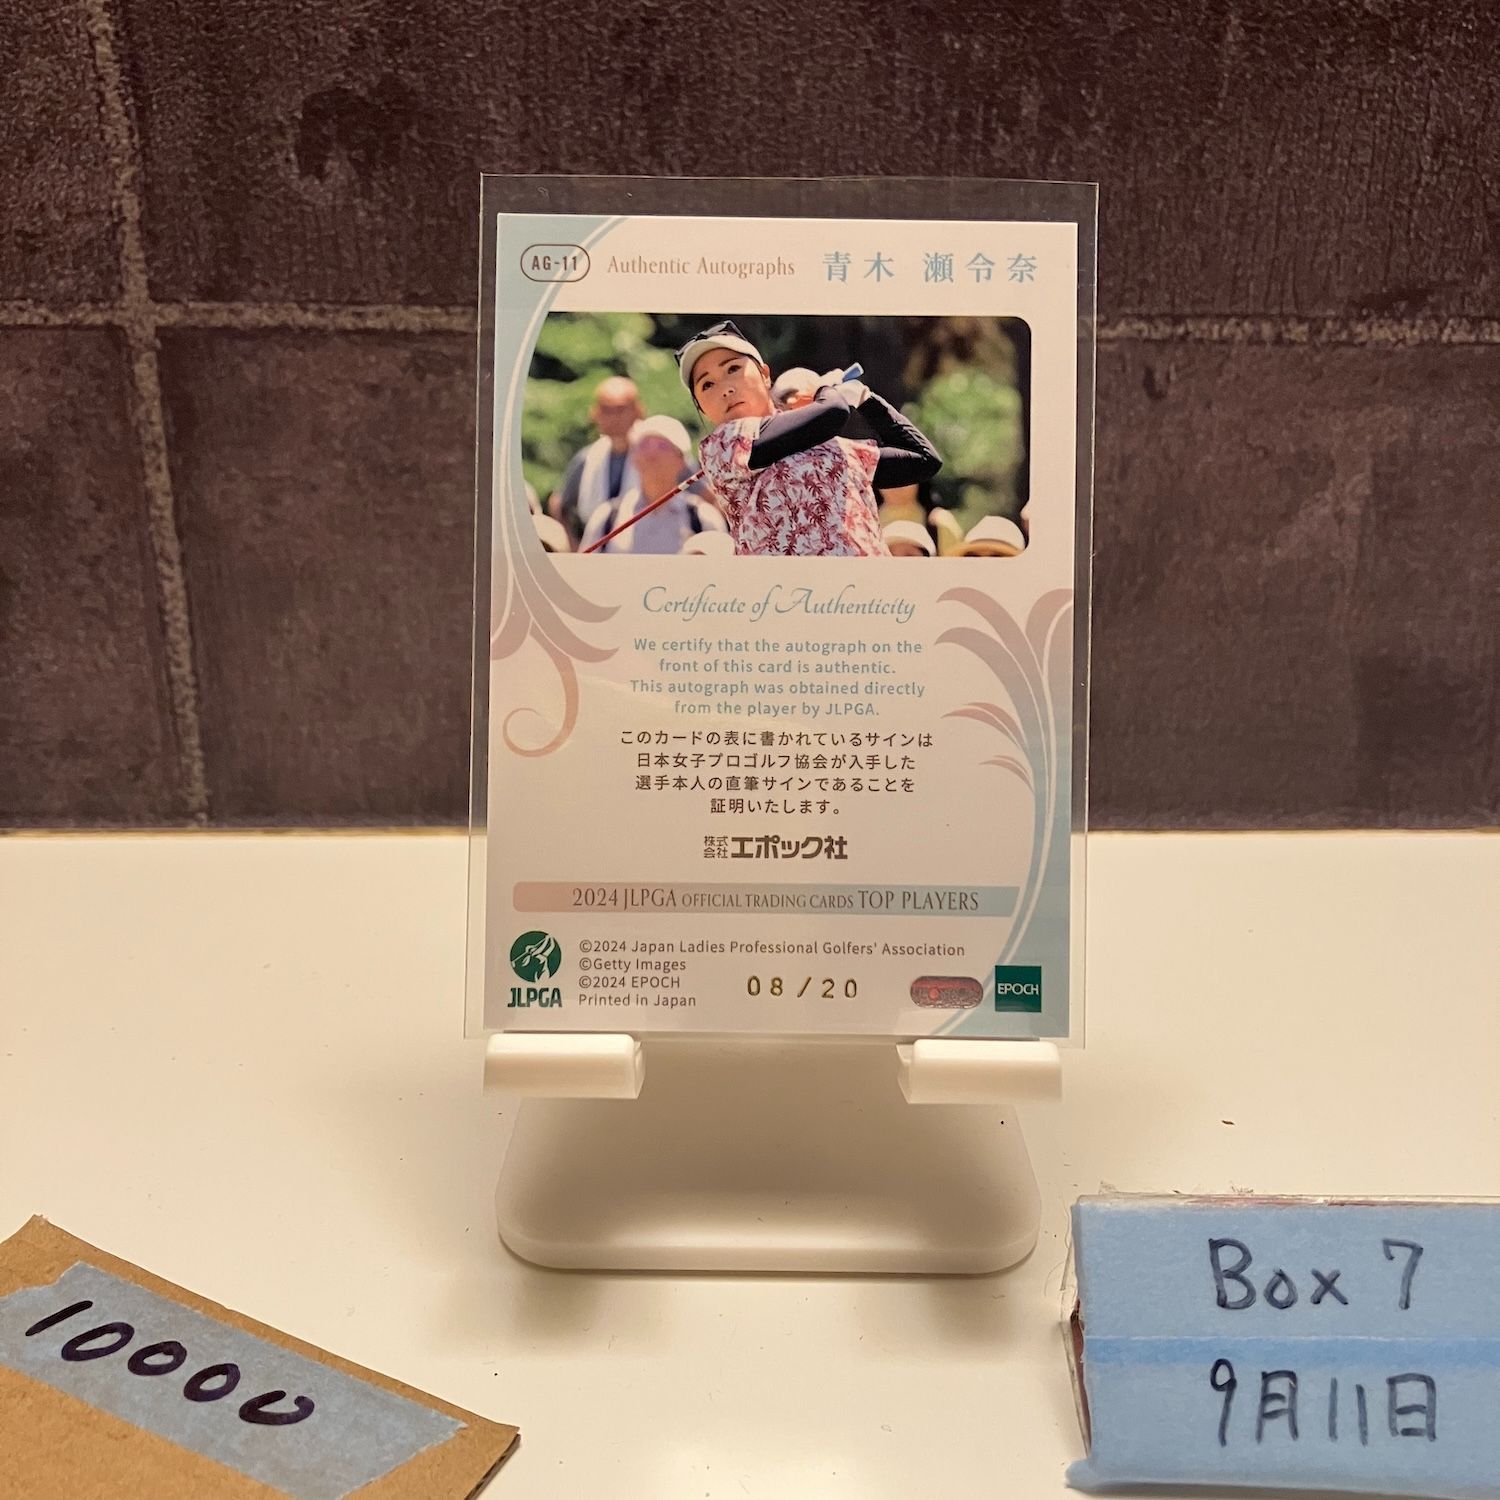 AG-11 Authentic Autographs 青木 瀬令奈
Certificate of Authenticity
We certify that the autograph on the
front of this card is authentic.
This autograph was obtained directly
from the player by JLPGA.
このカードの表に書かれているサインは
日本女子プロゴルフ協会が入手した
選手本人の直筆サインであることを
証明いたします。
株式会社エポック社
2024 JLPGA OFFICIAL TRADING CARDS TOP PLAYERS
©2024 Japan Ladies Professional Golfers' Association
©Getty Images
©2024 EPOCH
Printed in Japan
08/20
JLPGA
EPOCH
10000
Box 7
9月11日